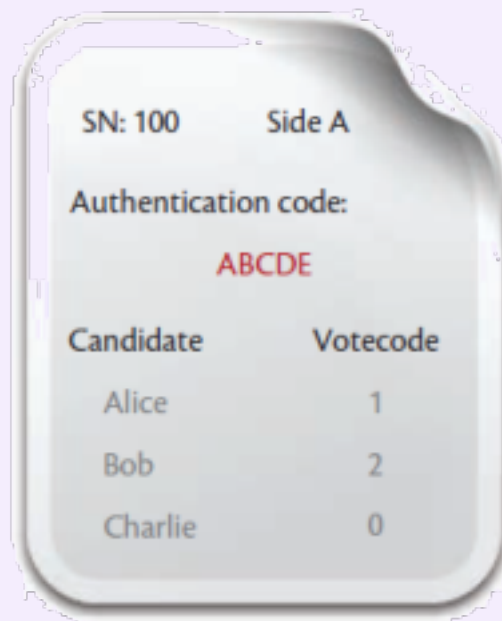 SN: 100 Side A
Authentication code:
ABCDE
Candidate Votecode
Alice 1
Bob 2
Charlie 0